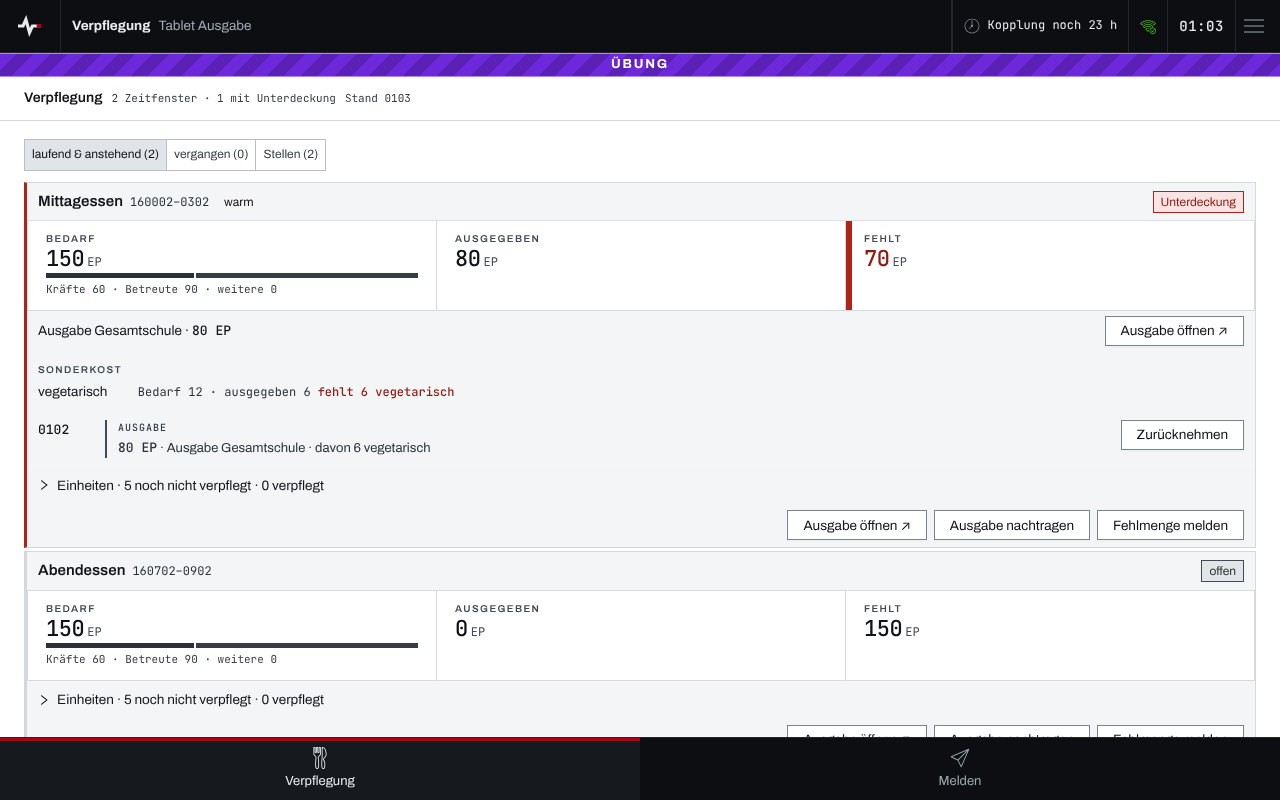 Verpflegung Tablet Ausgabe
Kopplung noch 23 h
01:03
ÜBUNG
Verpflegung 2 Zeitfenster · 1 mit Unterdeckung Stand 0103
laufend & anstehend (2) vergangen (0) Stellen (2)
Mittagessen 160002–0302 warm Unterdeckung
BEDARF AUSGEGEBEN FEHLT
150 EP 80 EP 70 EP
Kräfte 60 · Betreute 90 · weitere 0
Ausgabe Gesamtschule · 80 EP Ausgabe öffnen ↗
SONDERKOST
vegetarisch Bedarf 12 · ausgegeben 6 fehlt 6 vegetarisch
0102 AUSGABE
80 EP · Ausgabe Gesamtschule · davon 6 vegetarisch Zurücknehmen
Einheiten · 5 noch nicht verpflegt · 0 verpflegt
Ausgabe öffnen ↗ Ausgabe nachtragen Fehlmenge melden
Abendessen 160702–0902 offen
BEDARF AUSGEGEBEN FEHLT
150 EP 0 EP 150 EP
Kräfte 60 · Betreute 90 · weitere 0
Einheiten · 5 noch nicht verpflegt · 0 verpflegt
Verpflegung Melden